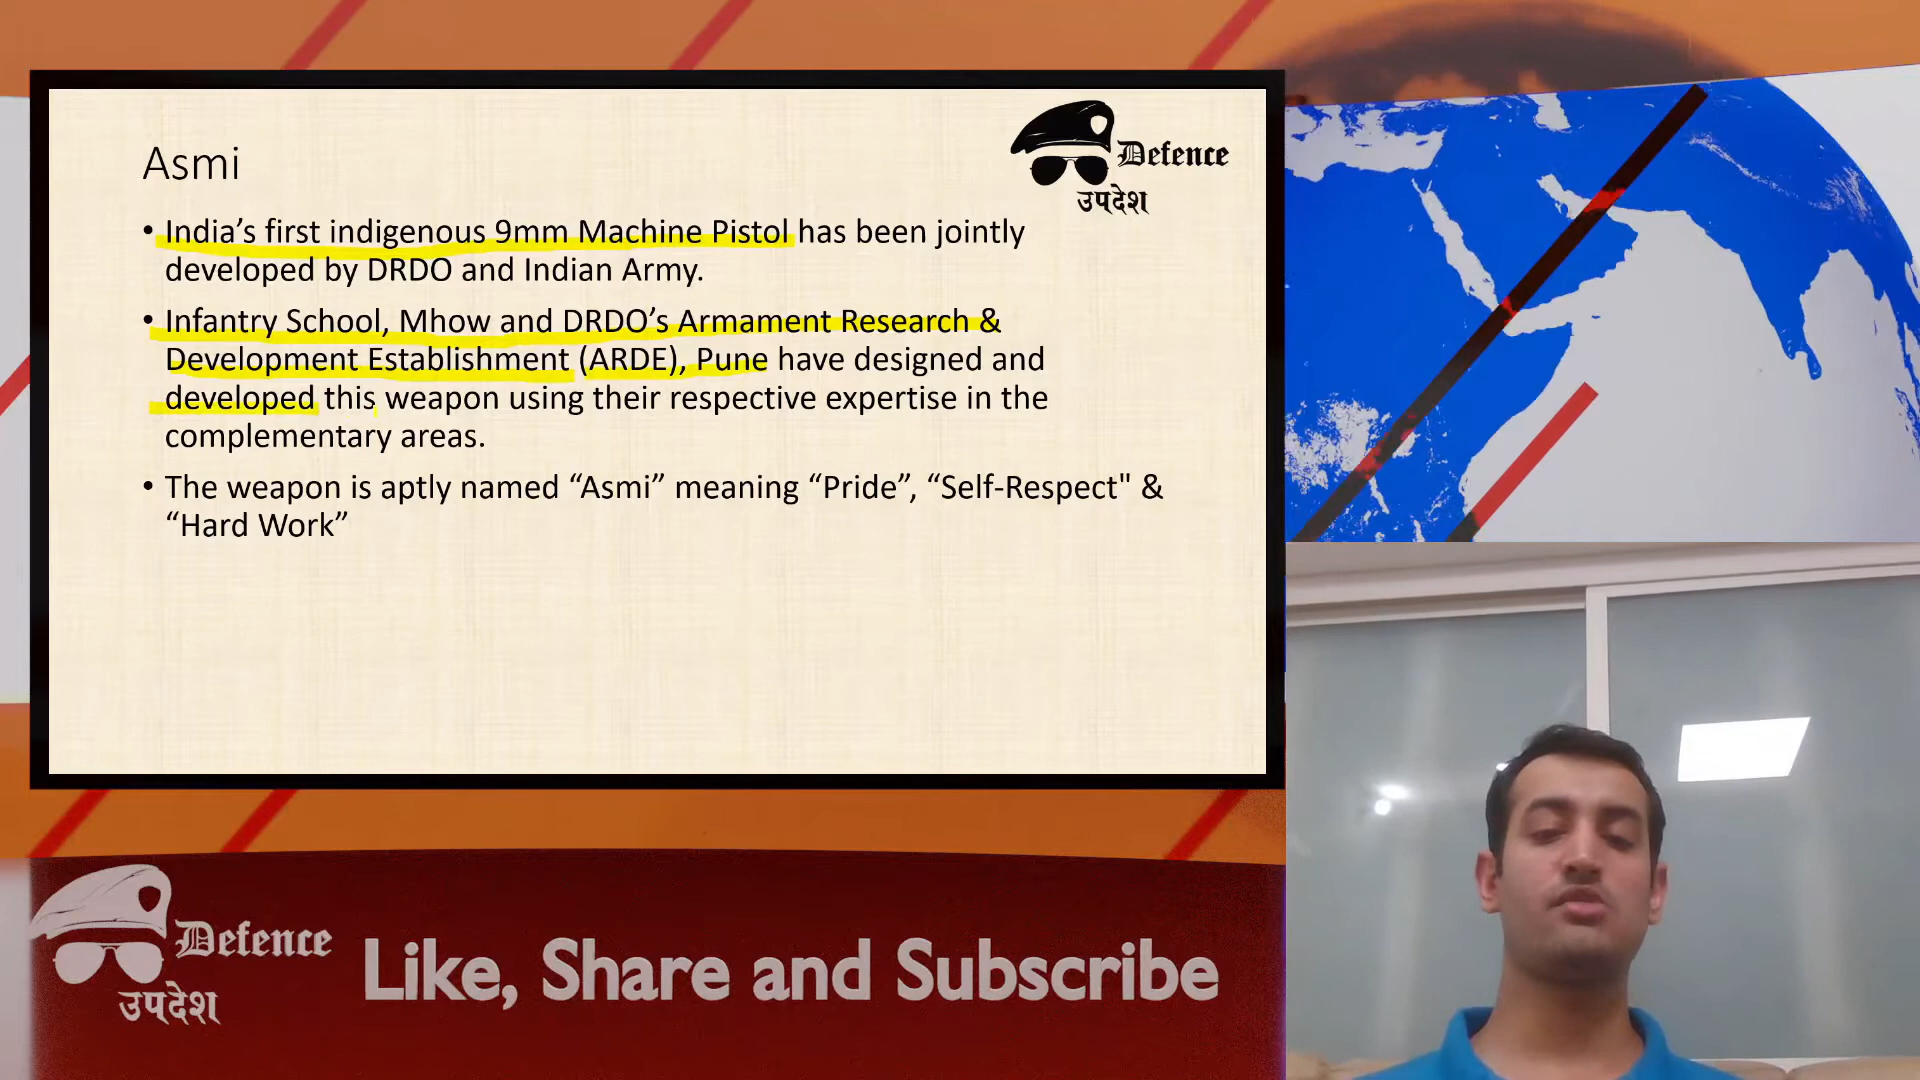 Asmi
Defence
उपदेश
• India’s first indigenous 9mm Machine Pistol has been jointly
developed by DRDO and Indian Army.
• Infantry School, Mhow and DRDO’s Armament Research &
Development Establishment (ARDE), Pune have designed and
developed this weapon using their respective expertise in the
complementary areas.
• The weapon is aptly named “Asmi” meaning “Pride”, “Self-Respect" &
“Hard Work”
Defence
उपदेश
Like, Share and Subscribe